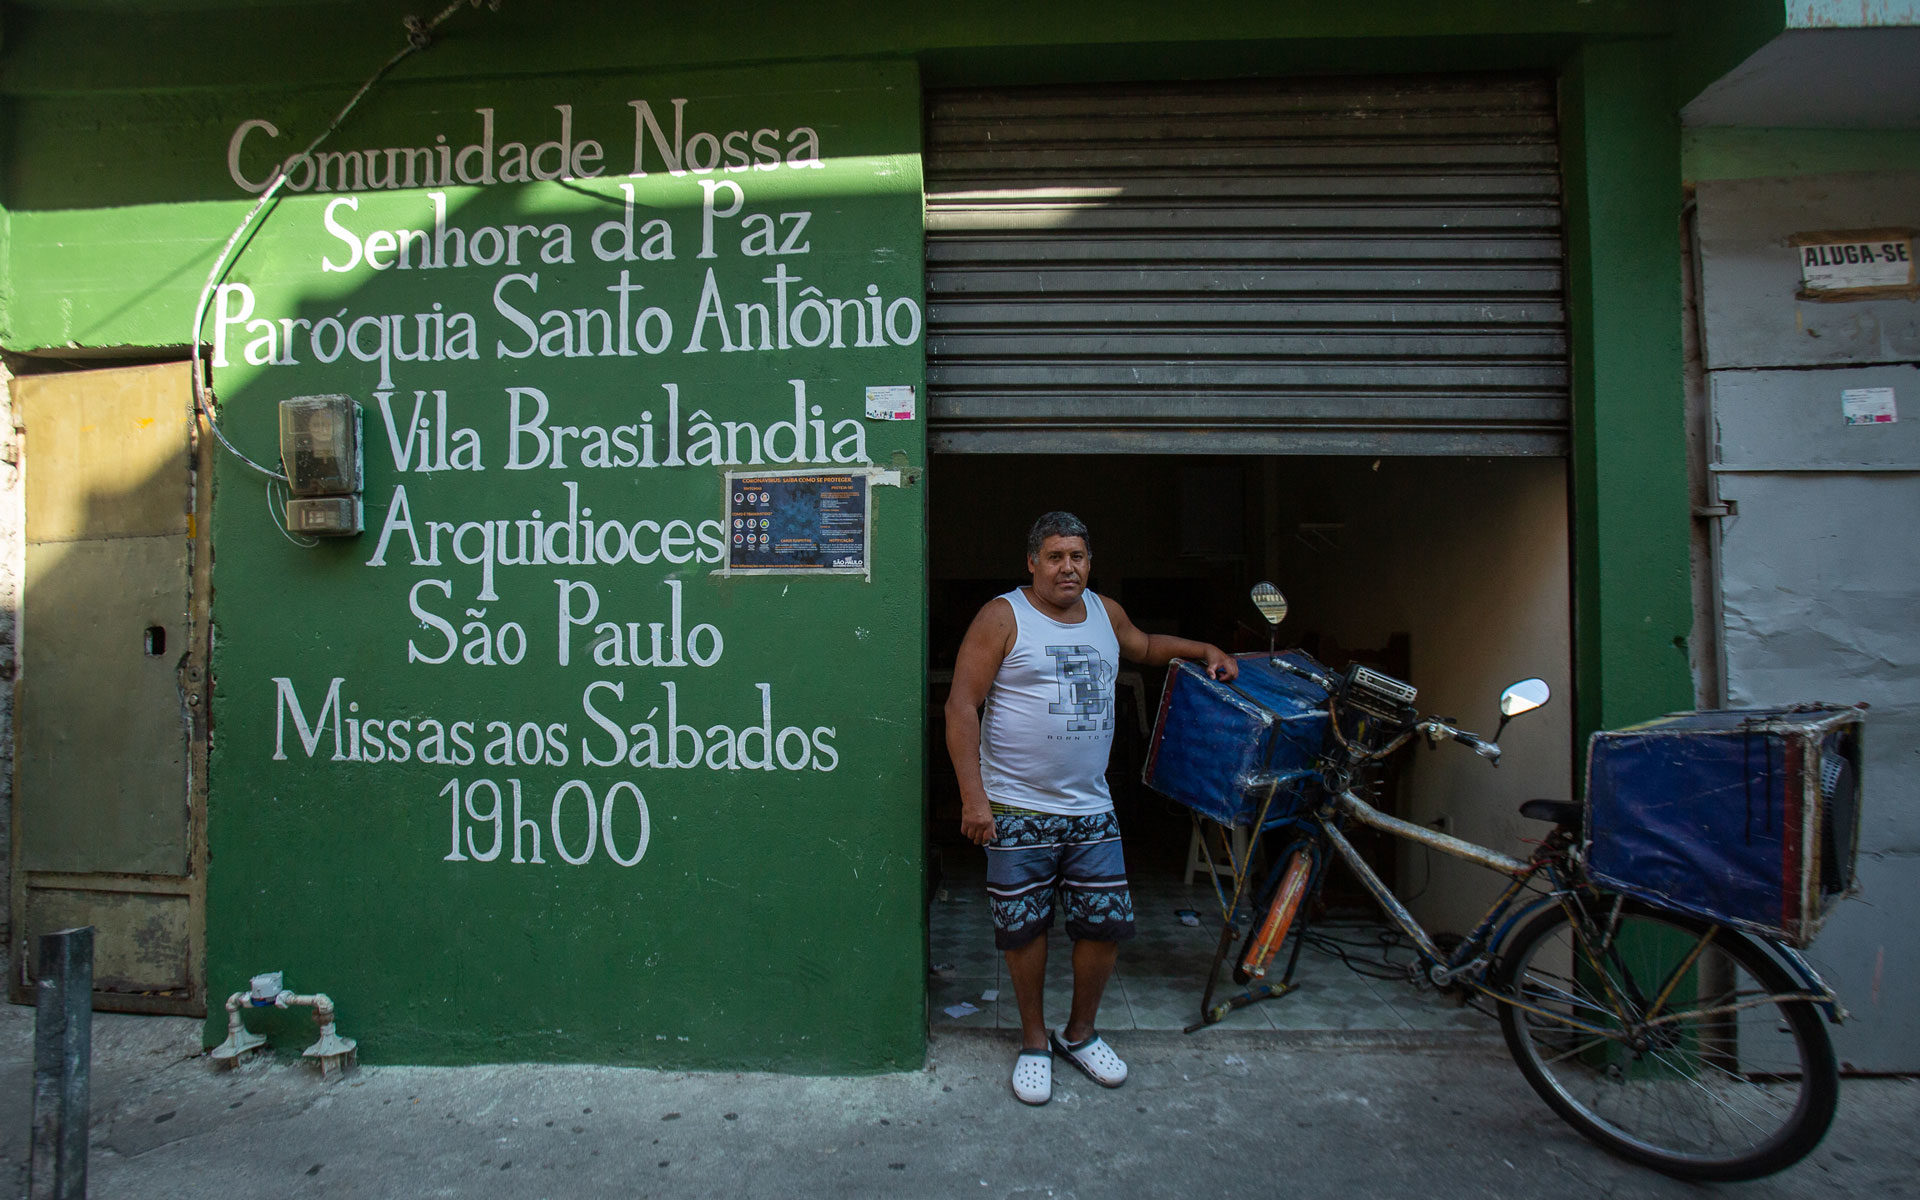 Comunidade Nossa
Senhora da Paz
Paróquia Santo Antônio
Vila Brasilândia
Arquidioces
São Paulo
Missas aos Sábados
19h00
CORONAVÍRUS: SAIBA COMO SE PROTEGER.
SÃO PAULO
BORN TO
ALUGA-SE